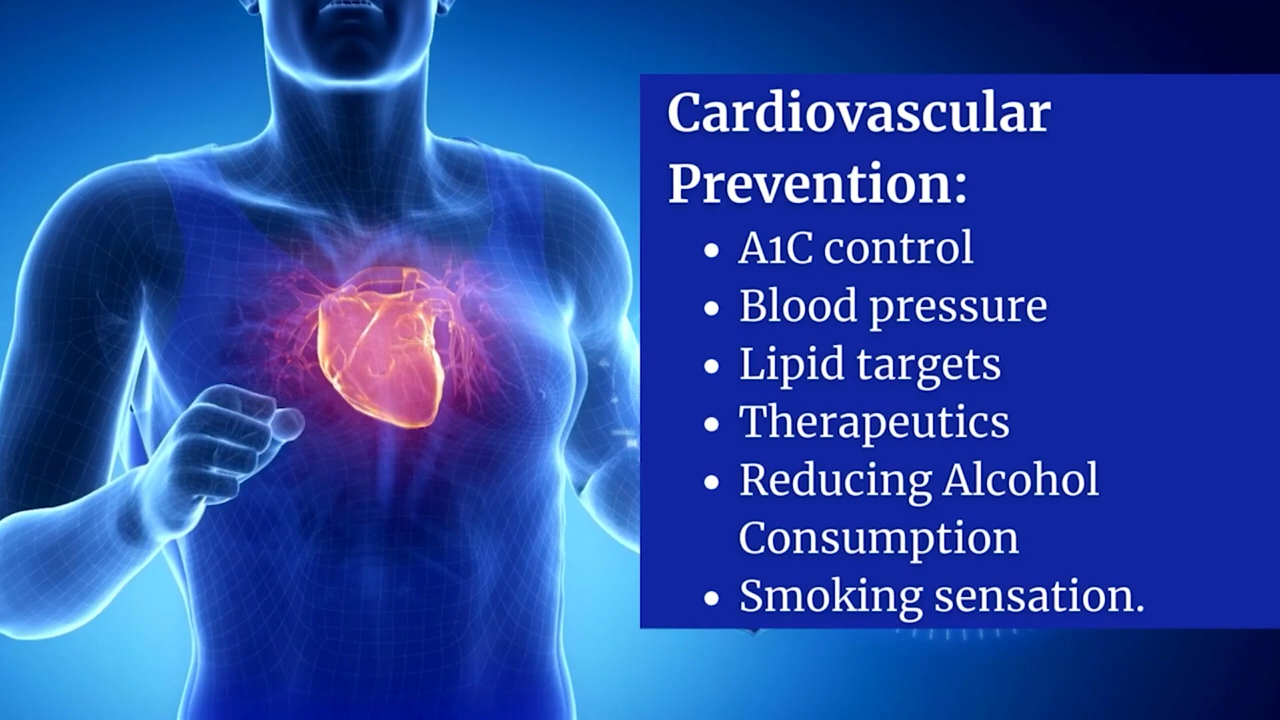 Cardiovascular
Prevention:
• A1C control
• Blood pressure
• Lipid targets
• Therapeutics
• Reducing Alcohol
Consumption
• Smoking sensation.